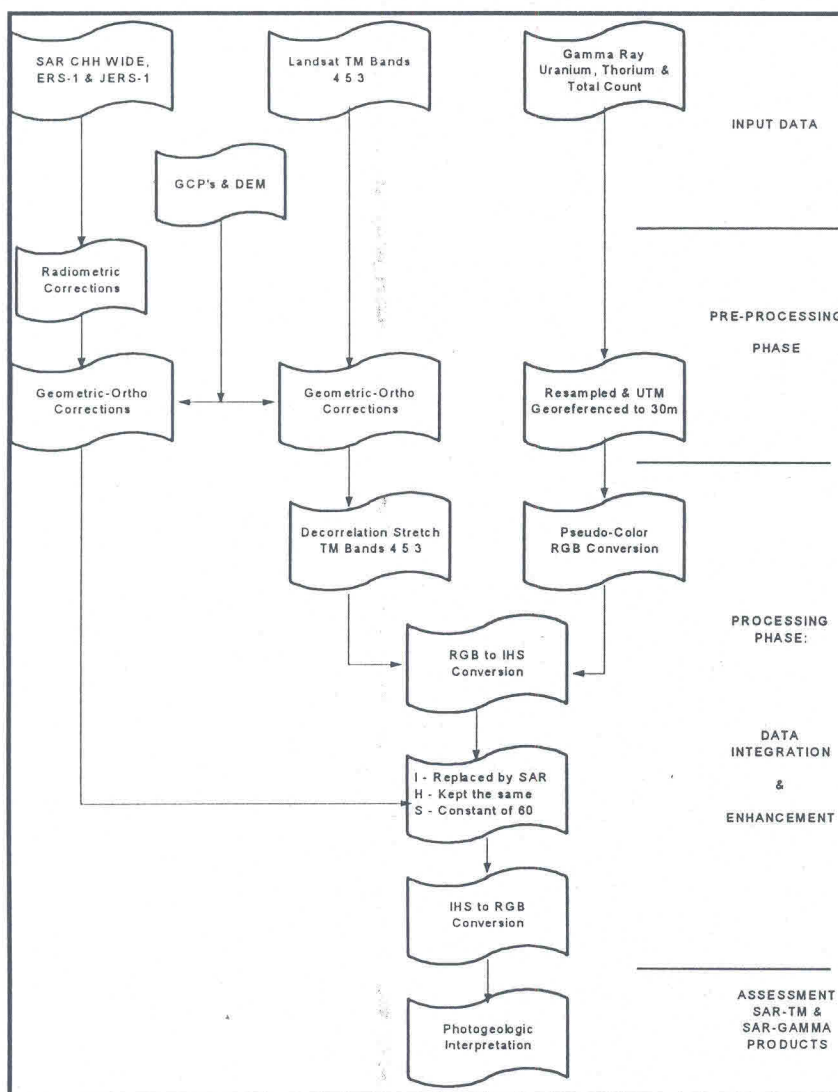 SAR CHH WIDE,
ERS-1 & JERS-1
Landsat TM Bands
4 5 3
Gamma Ray
Uranium, Thorium &
Total Count
INPUT DATA
GCP's & DEM
Radiometric
Corrections
PRE-PROCESSING
PHASE
Geometric-Ortho
Corrections
Geometric-Ortho
Corrections
Resampled & UTM
Georeferenced to 30m
Decorrelation Stretch
TM Bands 4 5 3
Pseudo-Color
RGB Conversion
PROCESSING
PHASE:
RGB to IHS
Conversion
DATA
INTEGRATION
&
ENHANCEMENT
I - Replaced by SAR
H - Kept the same
S - Constant of 60
IHS to RGB
Conversion
ASSESSMENT
SAR-TM &
SAR-GAMMA
PRODUCTS
Photogeologic
Interpretation